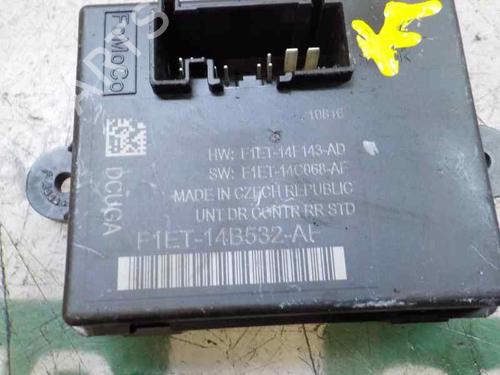 FoMoCo
210816
HW: F1ET-14F143-AD
SW: F1ET-14C068-AF
MADE IN CZECH REPUBLIC
UNT DR CONTR RR STD
DCUGA
F1ET-14B532-AF